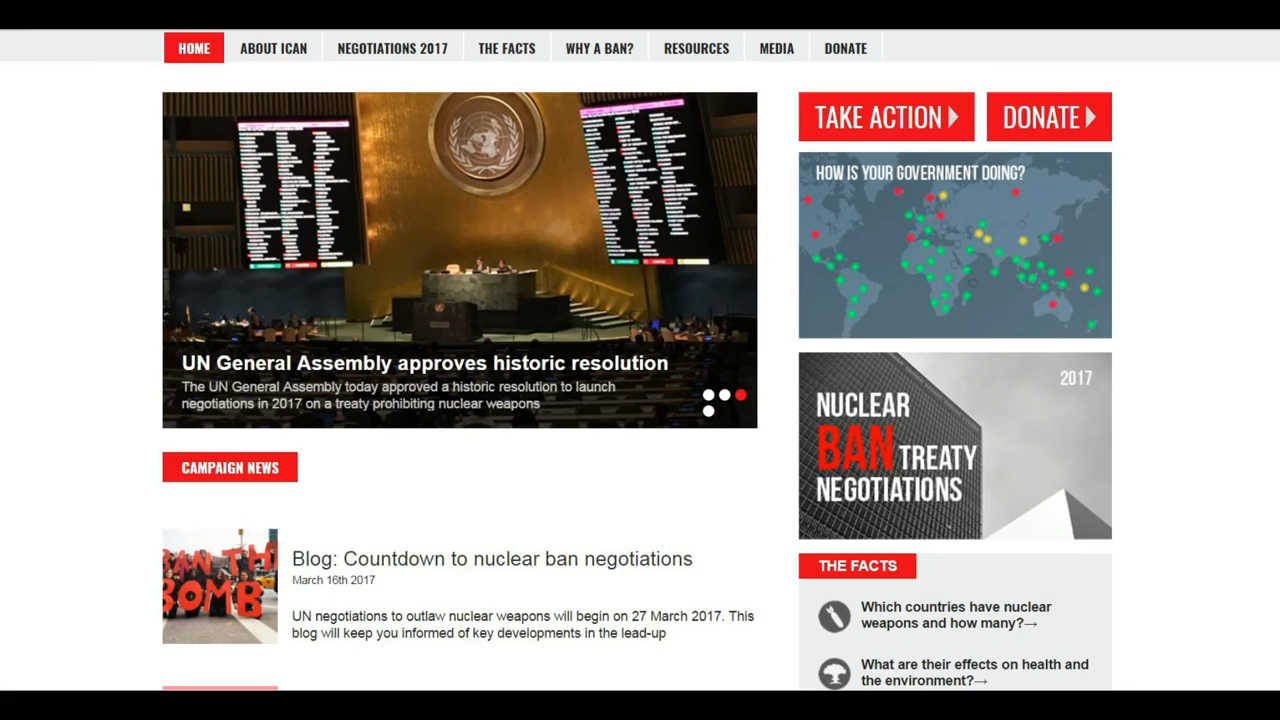 HOME ABOUT ICAN NEGOTIATIONS 2017 THE FACTS WHY A BAN? RESOURCES MEDIA DONATE
UN General Assembly approves historic resolution
The UN General Assembly today approved a historic resolution to launch
negotiations in 2017 on a treaty prohibiting nuclear weapons
CAMPAIGN NEWS
BAN THE
BOMB
Blog: Countdown to nuclear ban negotiations
March 16th 2017
UN negotiations to outlaw nuclear weapons will begin on 27 March 2017. This
blog will keep you informed of key developments in the lead-up
TAKE ACTION DONATE
HOW IS YOUR GOVERNMENT DOING?
2017
NUCLEAR
BAN TREATY
NEGOTIATIONS
THE FACTS
Which countries have nuclear
weapons and how many?→
What are their effects on health and
the environment?→